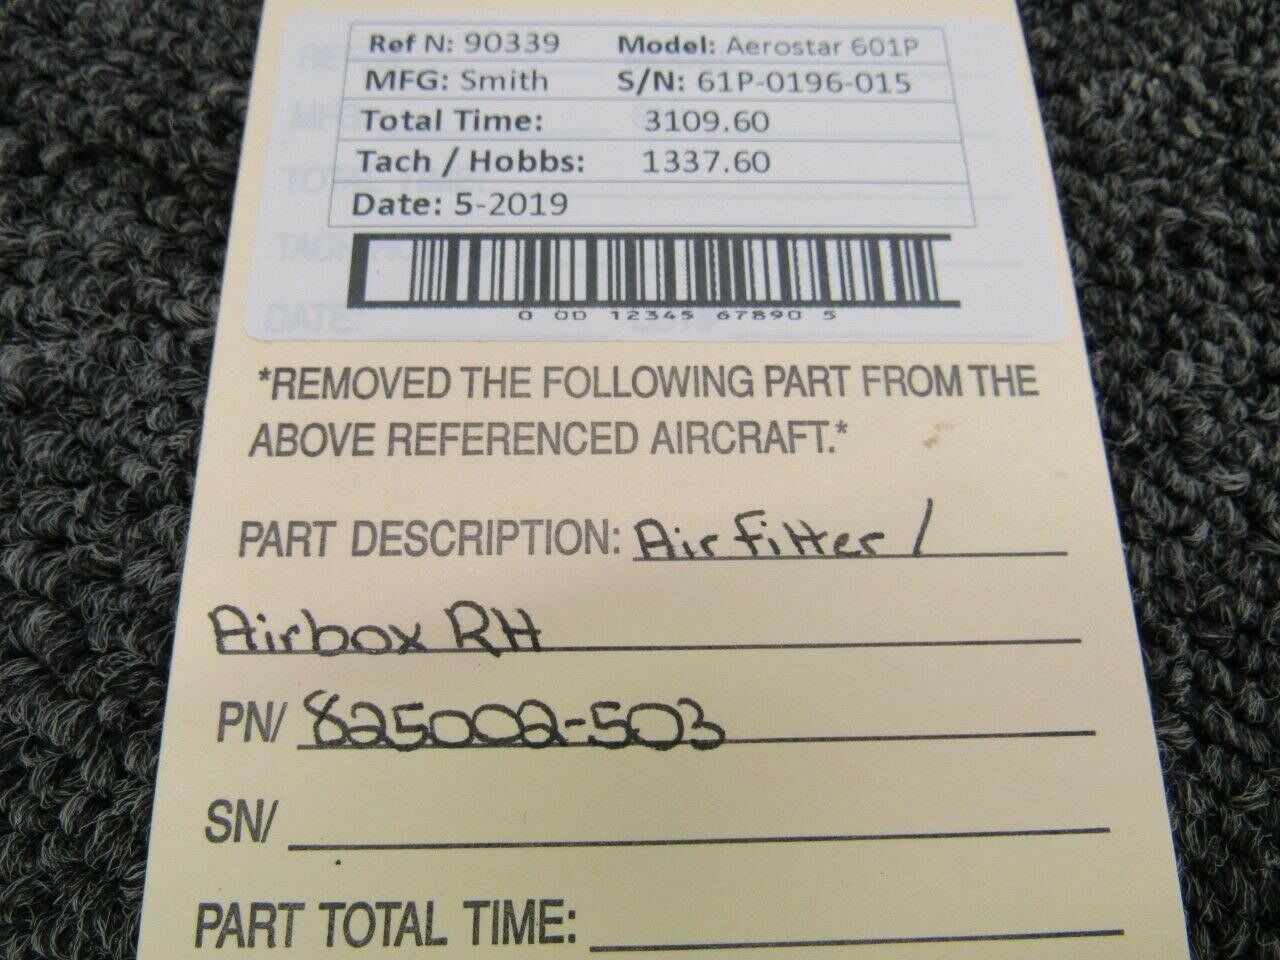 Ref N: 90339 Model: Aerostar 601P
MFG: Smith S/N: 61P-0196-015
Total Time: 3109.60
Tach / Hobbs: 1337.60
Date: 5-2019
0 00 12345 67890 5
*REMOVED THE FOLLOWING PART FROM THE
ABOVE REFERENCED AIRCRAFT.*
PART DESCRIPTION: Air Filter /
Airbox RH
PN/ 825002-503
SN/
PART TOTAL TIME: